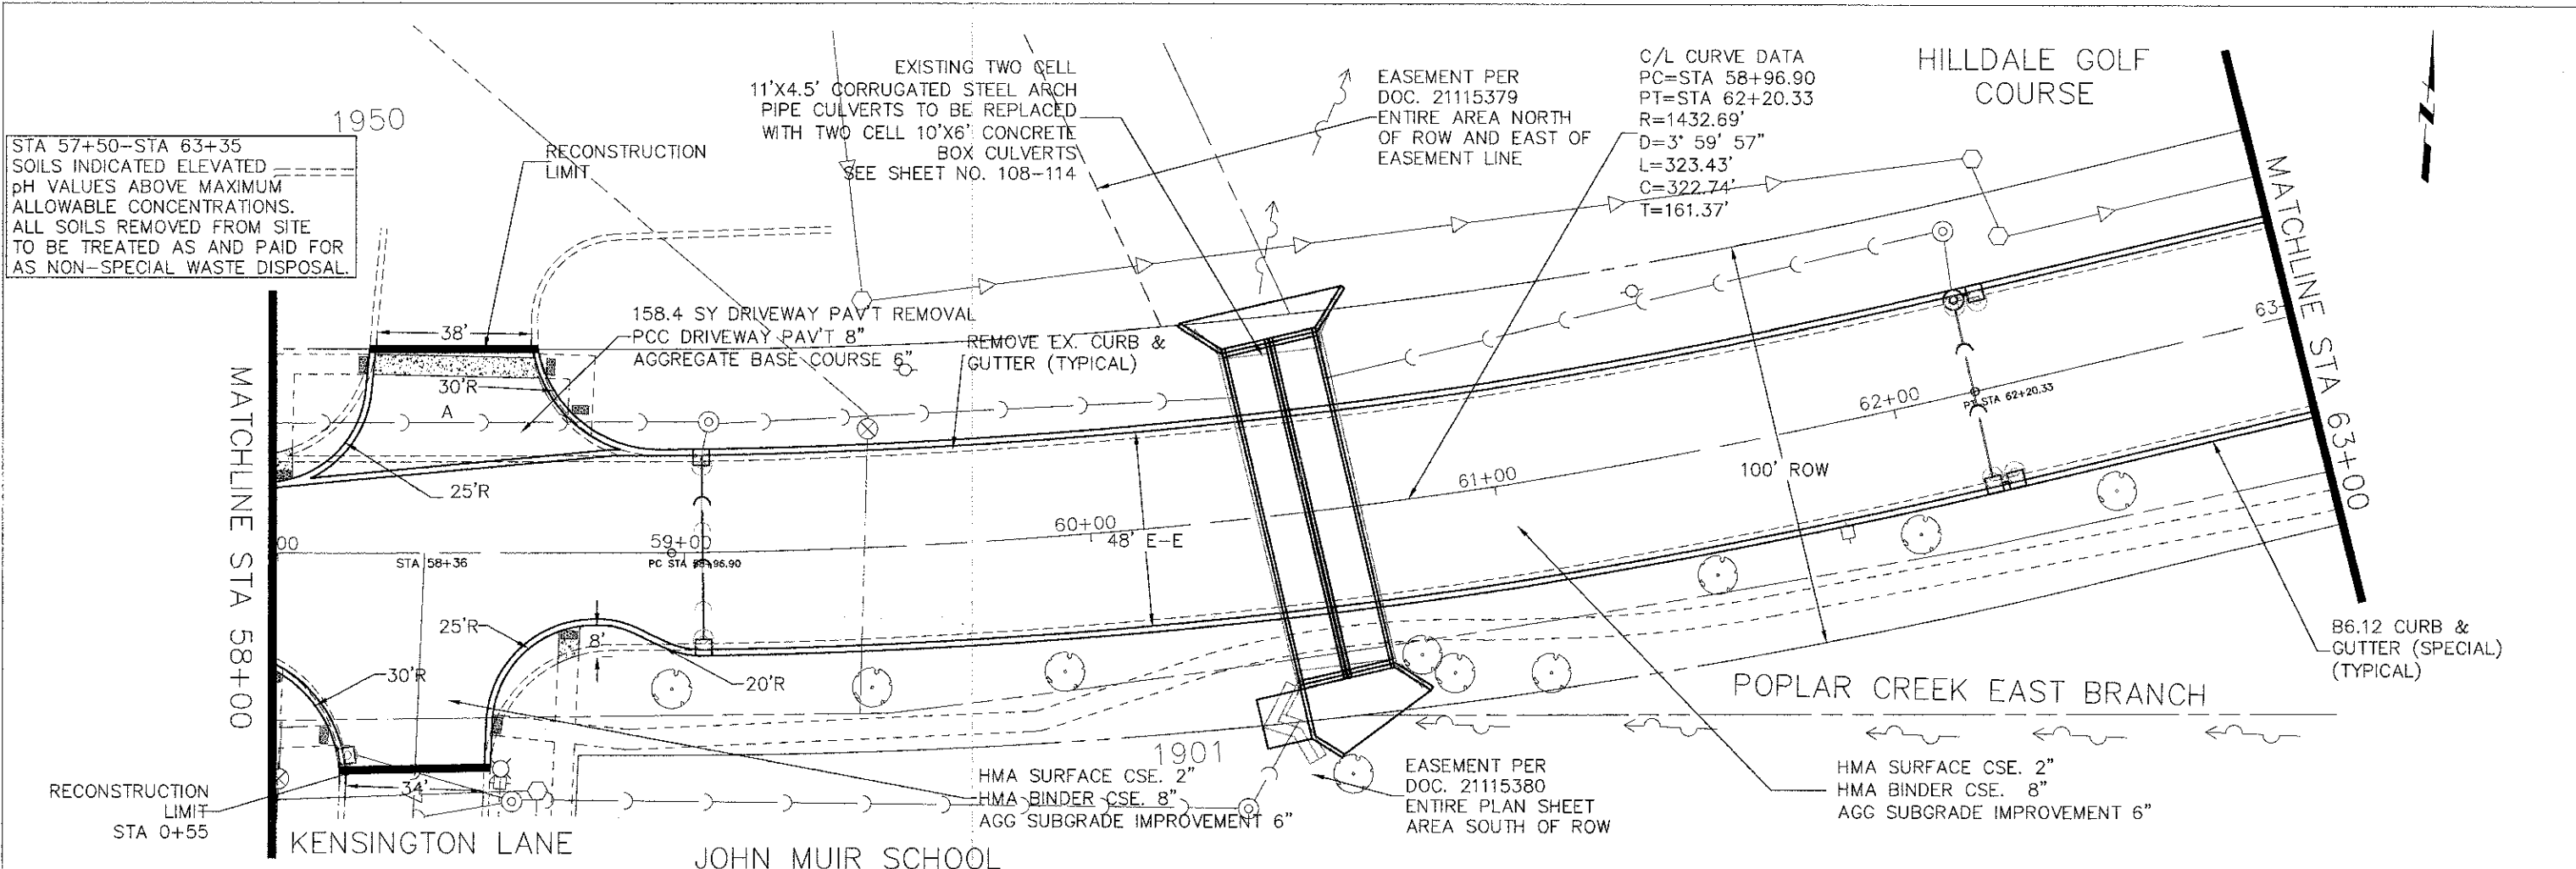 EXISTING TWO CELL
11'X4.5' CORRUGATED STEEL ARCH
PIPE CULVERTS TO BE REPLACED
WITH TWO CELL 10'X6' CONCRETE
BOX CULVERTS
SEE SHEET NO. 108-114
EASEMENT PER
DOC. 21115379
ENTIRE AREA NORTH
OF ROW AND EAST OF
EASEMENT LINE
C/L CURVE DATA
PC=STA 58+96.90
PT=STA 62+20.33
R=1432.69'
D=3° 59' 57"
L=323.43'
C=322.74'
T=161.37'
HILLDALE GOLF
COURSE
N
1950
STA 57+50-STA 63+35
SOILS INDICATED ELEVATED
pH VALUES ABOVE MAXIMUM
ALLOWABLE CONCENTRATIONS.
ALL SOILS REMOVED FROM SITE
TO BE TREATED AS AND PAID FOR
AS NON-SPECIAL WASTE DISPOSAL.
RECONSTRUCTION
LIMIT
38'
158.4 SY DRIVEWAY PAV'T REMOVAL
PCC DRIVEWAY PAV'T 8"
AGGREGATE BASE COURSE 6"
REMOVE EX. CURB &
GUTTER (TYPICAL)
30'R
A
25'R
MATCHLINE STA 58+00
MATCHLINE STA 63+00
63
62+00
PT STA 62+20.33
61+00
100' ROW
60+00
48' E-E
59+00
PC STA 58+96.90
STA 58+36
00
25'R
8'
20'R
30'R
34'
B6.12 CURB &
GUTTER (SPECIAL)
(TYPICAL)
POPLAR CREEK EAST BRANCH
1901
RECONSTRUCTION
LIMIT
STA 0+55
HMA SURFACE CSE. 2"
HMA BINDER CSE. 8"
AGG SUBGRADE IMPROVEMENT 6"
EASEMENT PER
DOC. 21115380
ENTIRE PLAN SHEET
AREA SOUTH OF ROW
HMA SURFACE CSE. 2"
HMA BINDER CSE. 8"
AGG SUBGRADE IMPROVEMENT 6"
KENSINGTON LANE
JOHN MUIR SCHOOL